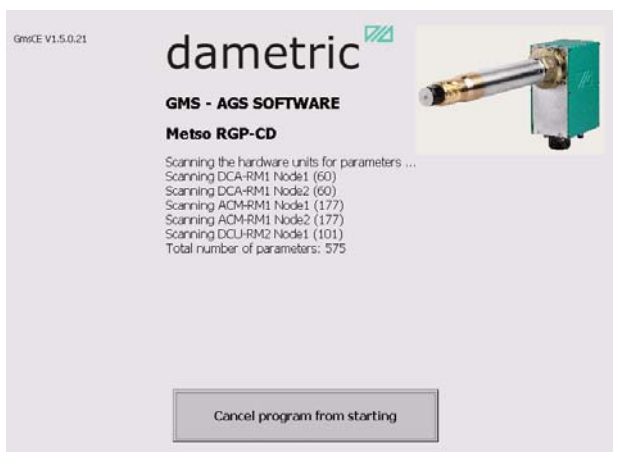 GmsCE V1.5.0.21
dametric
GMS - AGS SOFTWARE
Metso RGP-CD
Scanning the hardware units for parameters ...
Scanning DCA-RM1 Node1 (60)
Scanning DCA-RM1 Node2 (60)
Scanning ACM-RM1 Node1 (177)
Scanning ACM-RM1 Node2 (177)
Scanning DCU-RM2 Node1 (101)
Total number of parameters: 575
Cancel program from starting